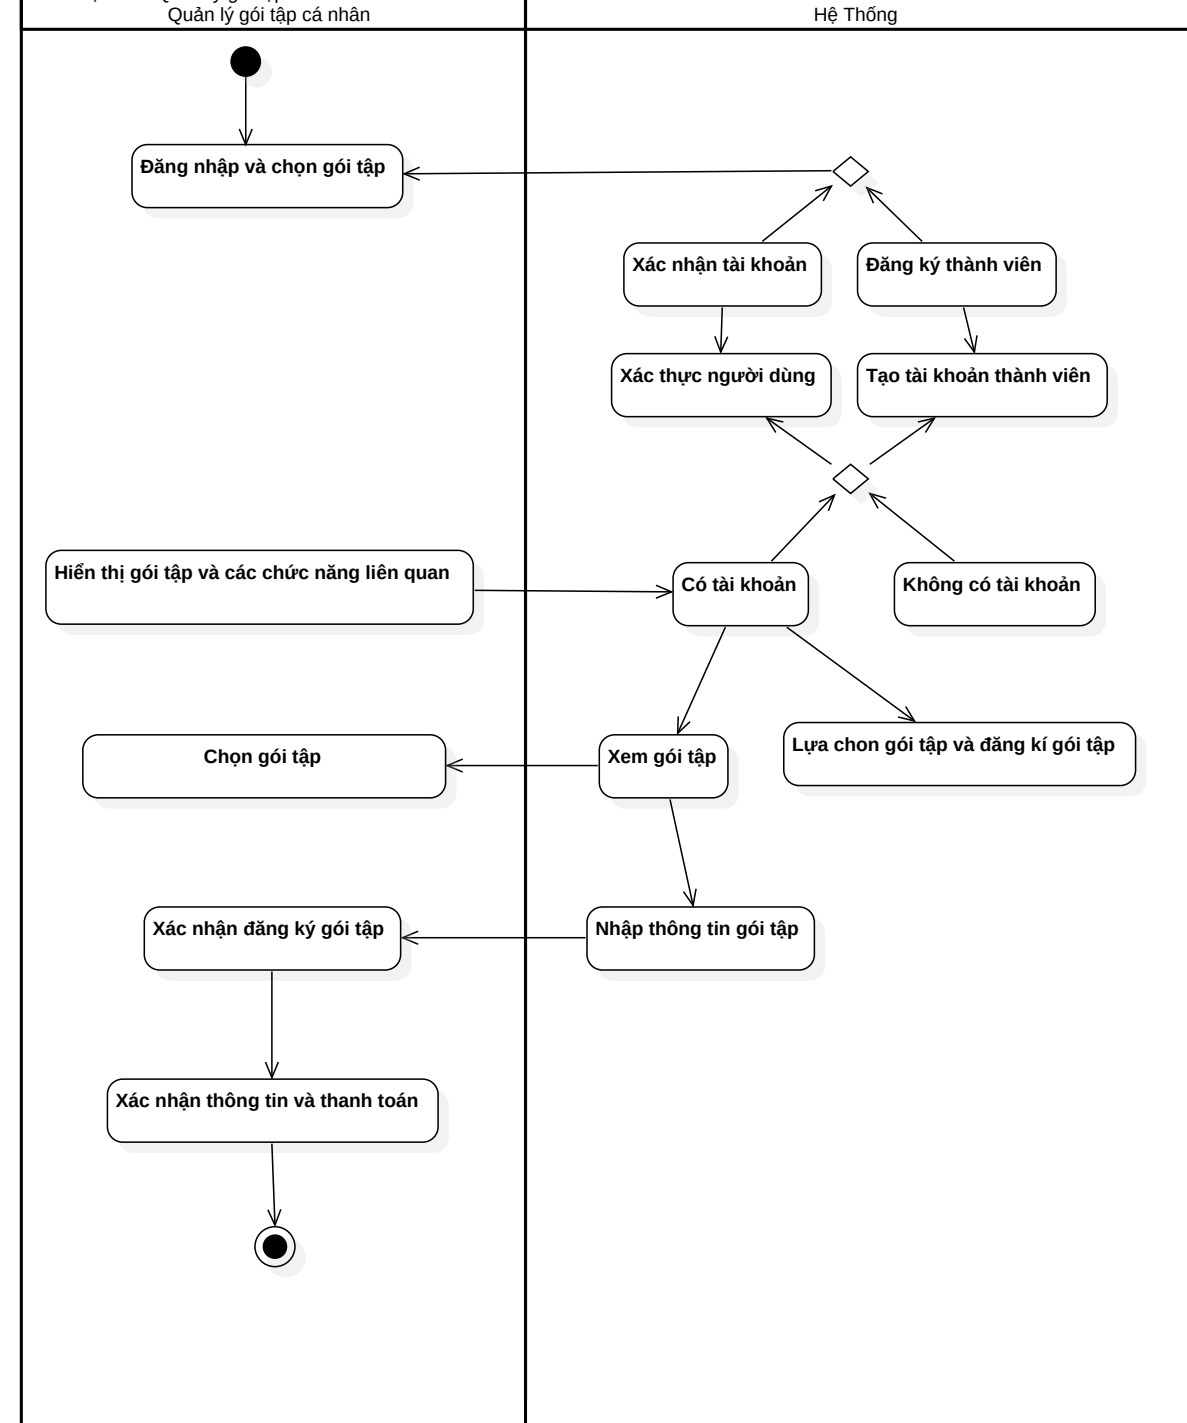 Quản lý gói tập cá nhân
Hệ Thống
Đăng nhập và chọn gói tập
Xác nhận tài khoản
Đăng ký thành viên
Xác thực người dùng
Tạo tài khoản thành viên
Hiển thị gói tập và các chức năng liên quan
Có tài khoản
Không có tài khoản
Chọn gói tập
Xem gói tập
Lựa chon gói tập và đăng kí gói tập
Xác nhận đăng ký gói tập
Nhập thông tin gói tập
Xác nhận thông tin và thanh toán